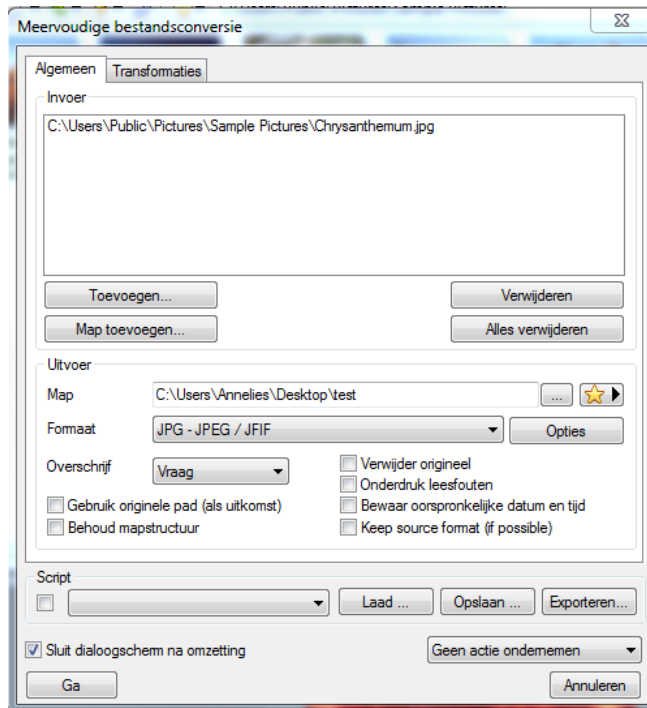 Meervoudige bestandsconversie
Algemeen
Transformaties
Invoer
C:\Users\Public\Pictures\Sample Pictures\Chrysanthemum.jpg
Toevoegen...
Verwijderen
Map toevoegen...
Alles verwijderen
Uitvoer
Map
C:\Users\Annelies\Desktop\test
...
Formaat
JPG - JPEG / JFIF
Opties
Overschrijf
Vraag
Verwijder origineel
Onderdruk leesfouten
Gebruik originele pad (als uitkomst)
Bewaar oorspronkelijke datum en tijd
Behoud mapstructuur
Keep source format (if possible)
Script
Laad ...
Opslaan ...
Exporteren...
Sluit dialoogscherm na omzetting
Geen actie ondernemen
Ga
Annuleren